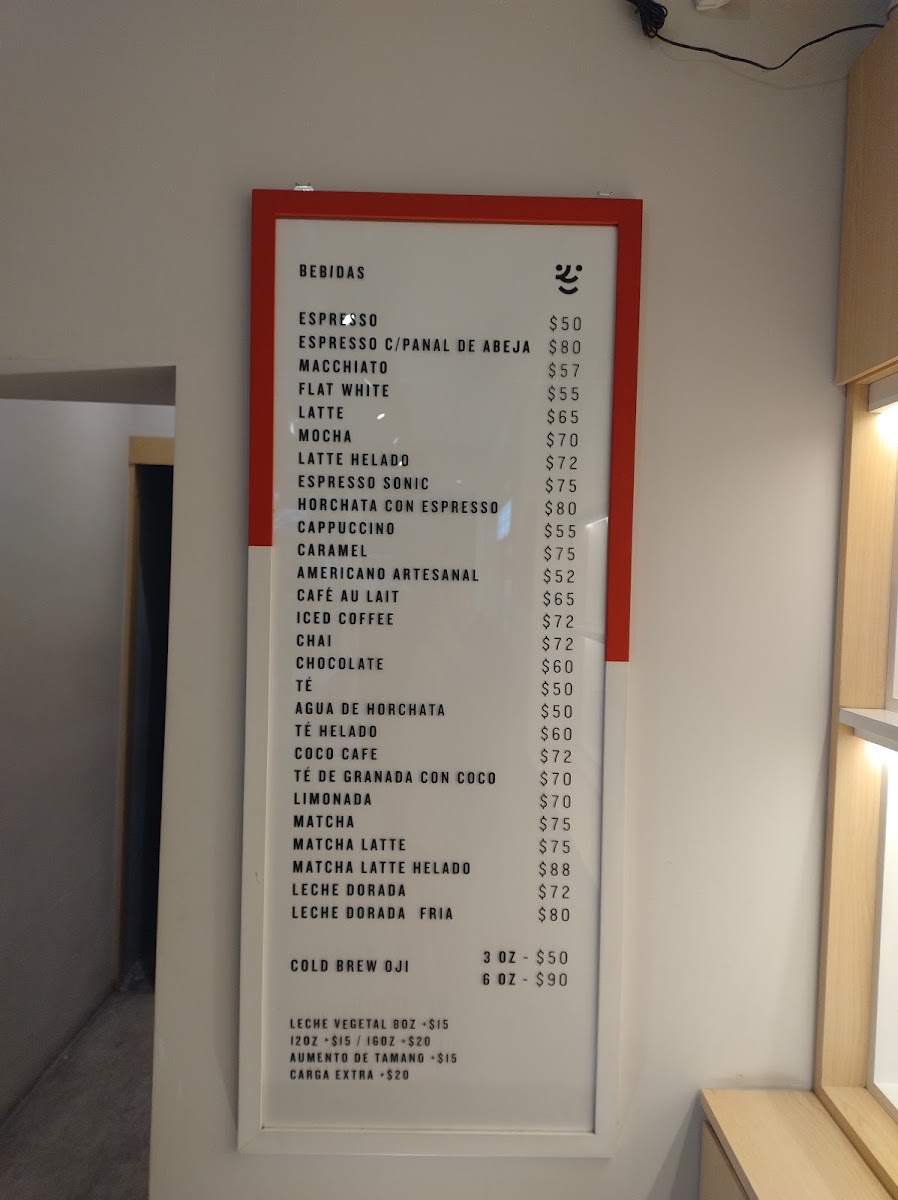 BEBIDAS
ESPRESSO $50
ESPRESSO C/PANAL DE ABEJA $80
MACCHIATO $57
FLAT WHITE $55
LATTE $65
MOCHA $70
LATTE HELADO $72
ESPRESSO SONIC $75
HORCHATA CON ESPRESSO $80
CAPPUCCINO $55
CARAMEL $75
AMERICANO ARTESANAL $52
CAFÉ AU LAIT $65
ICED COFFEE $72
CHAI $72
CHOCOLATE $60
TÉ $50
AGUA DE HORCHATA $50
TÉ HELADO $60
COCO CAFE $72
TÉ DE GRANADA CON COCO $70
LIMONADA $70
MATCHA $75
MATCHA LATTE $75
MATCHA LATTE HELADO $88
LECHE DORADA $72
LECHE DORADA FRIA $80
COLD BREW OJI 3 OZ - $50
6 OZ - $90
LECHE VEGETAL 8OZ +$15
12OZ +$15 / 16OZ +$20
AUMENTO DE TAMANO +$15
CARGA EXTRA +$20